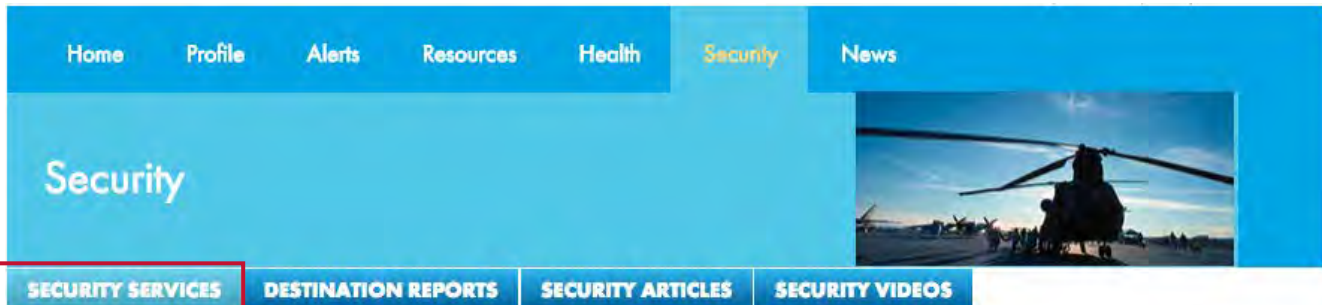 Home Profile Alerts Resources Health Security News
Security
SECURITY SERVICES DESTINATION REPORTS SECURITY ARTICLES SECURITY VIDEOS